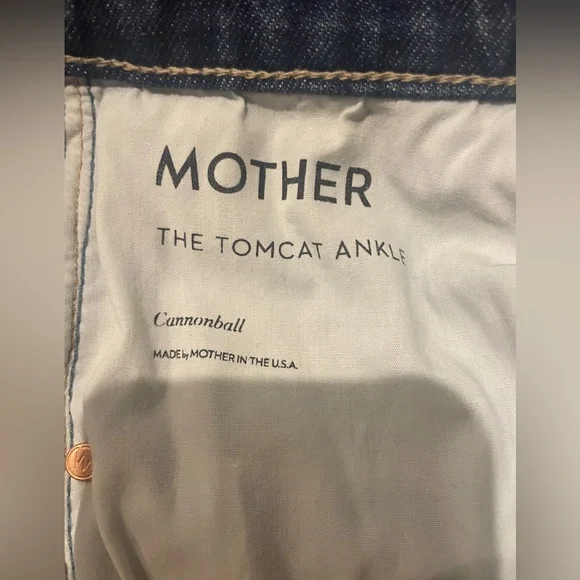 MOTHER
THE TOMCAT ANKLE
Cannonball
MADE by MOTHER IN THE U.S.A.